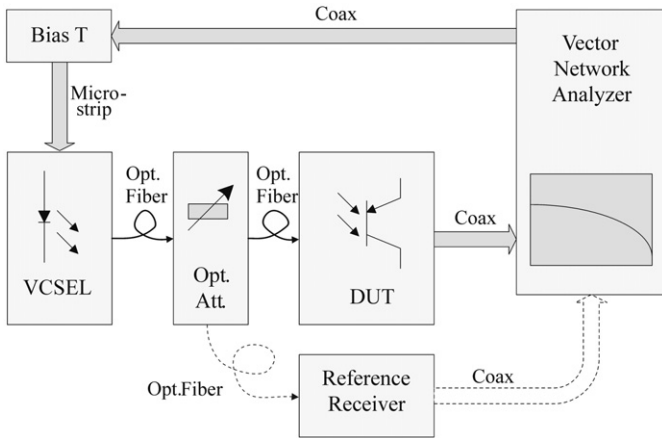 Coax
Bias T
Vector
Network
Analyzer
Micro-
strip
Opt.
Fiber
Opt.
Fiber
Coax
VCSEL
Opt.
Att.
DUT
Opt.Fiber
Reference
Receiver
Coax